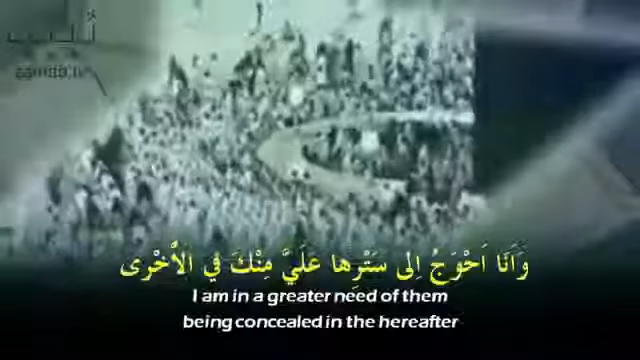 وَأَنَا أَحْوَجُ إِلَى سَتْرِهَا عَلَيَّ مِنْكَ فِي الْأُخْرَى
I am in a greater need of them
being concealed in the hereafter